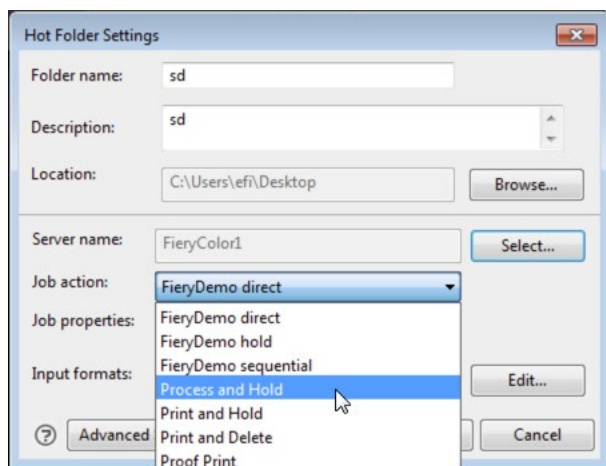 Hot Folder Settings
Folder name: sd
Description: sd
Location: C:\Users\efi\Desktop Browse...
Server name: FieryColor1 Select...
Job action: FieryDemo direct
Job properties: FieryDemo direct
FieryDemo hold
Input formats: FieryDemo sequential Edit...
Process and Hold
Print and Hold
? Advanced Print and Delete Cancel
Proof Print